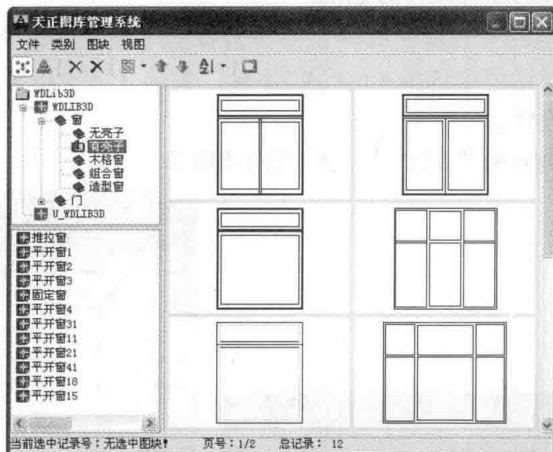 天正图库管理系统
文件 类别 图块 视图
WDLib3D
WDLIB3D
窗
无亮子
有亮子
木格窗
组合窗
造型窗
门
U_WDLIB3D
推拉窗
平开窗1
平开窗2
平开窗3
固定窗
平开窗4
平开窗31
平开窗11
平开窗21
平开窗41
平开窗18
平开窗15
当前选中记录号：无选中图块！ 页号：1/2 总记录： 12